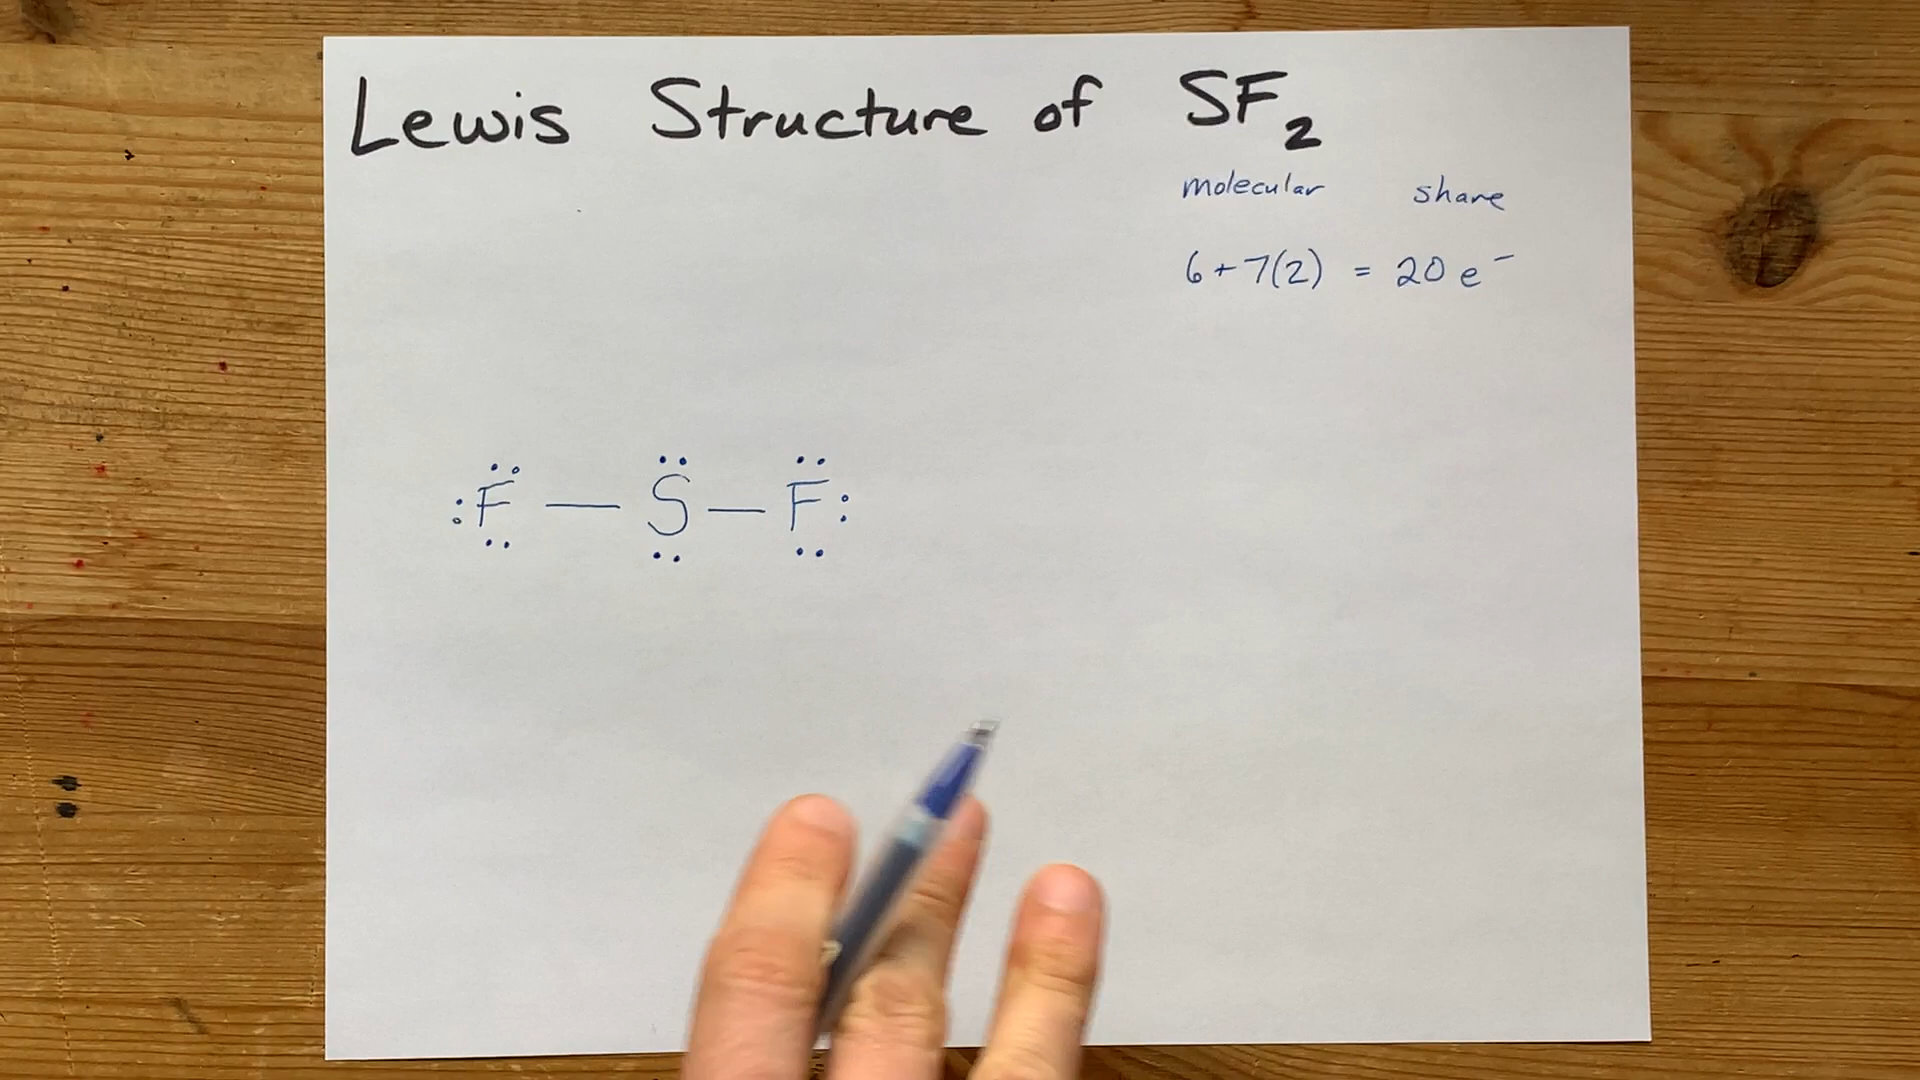 Lewis Structure of SF₂
molecular share
6+7(2) = 20 e⁻
:F̤̈ — S̤̈ — F̤̈: